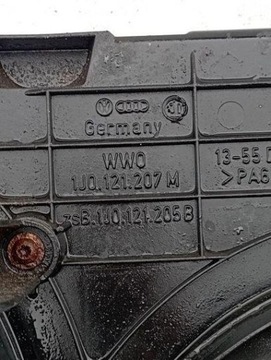 Germany
WWO
1J0.121.207 M
13-55
>PA6
ZSB.1J0.121.205 B